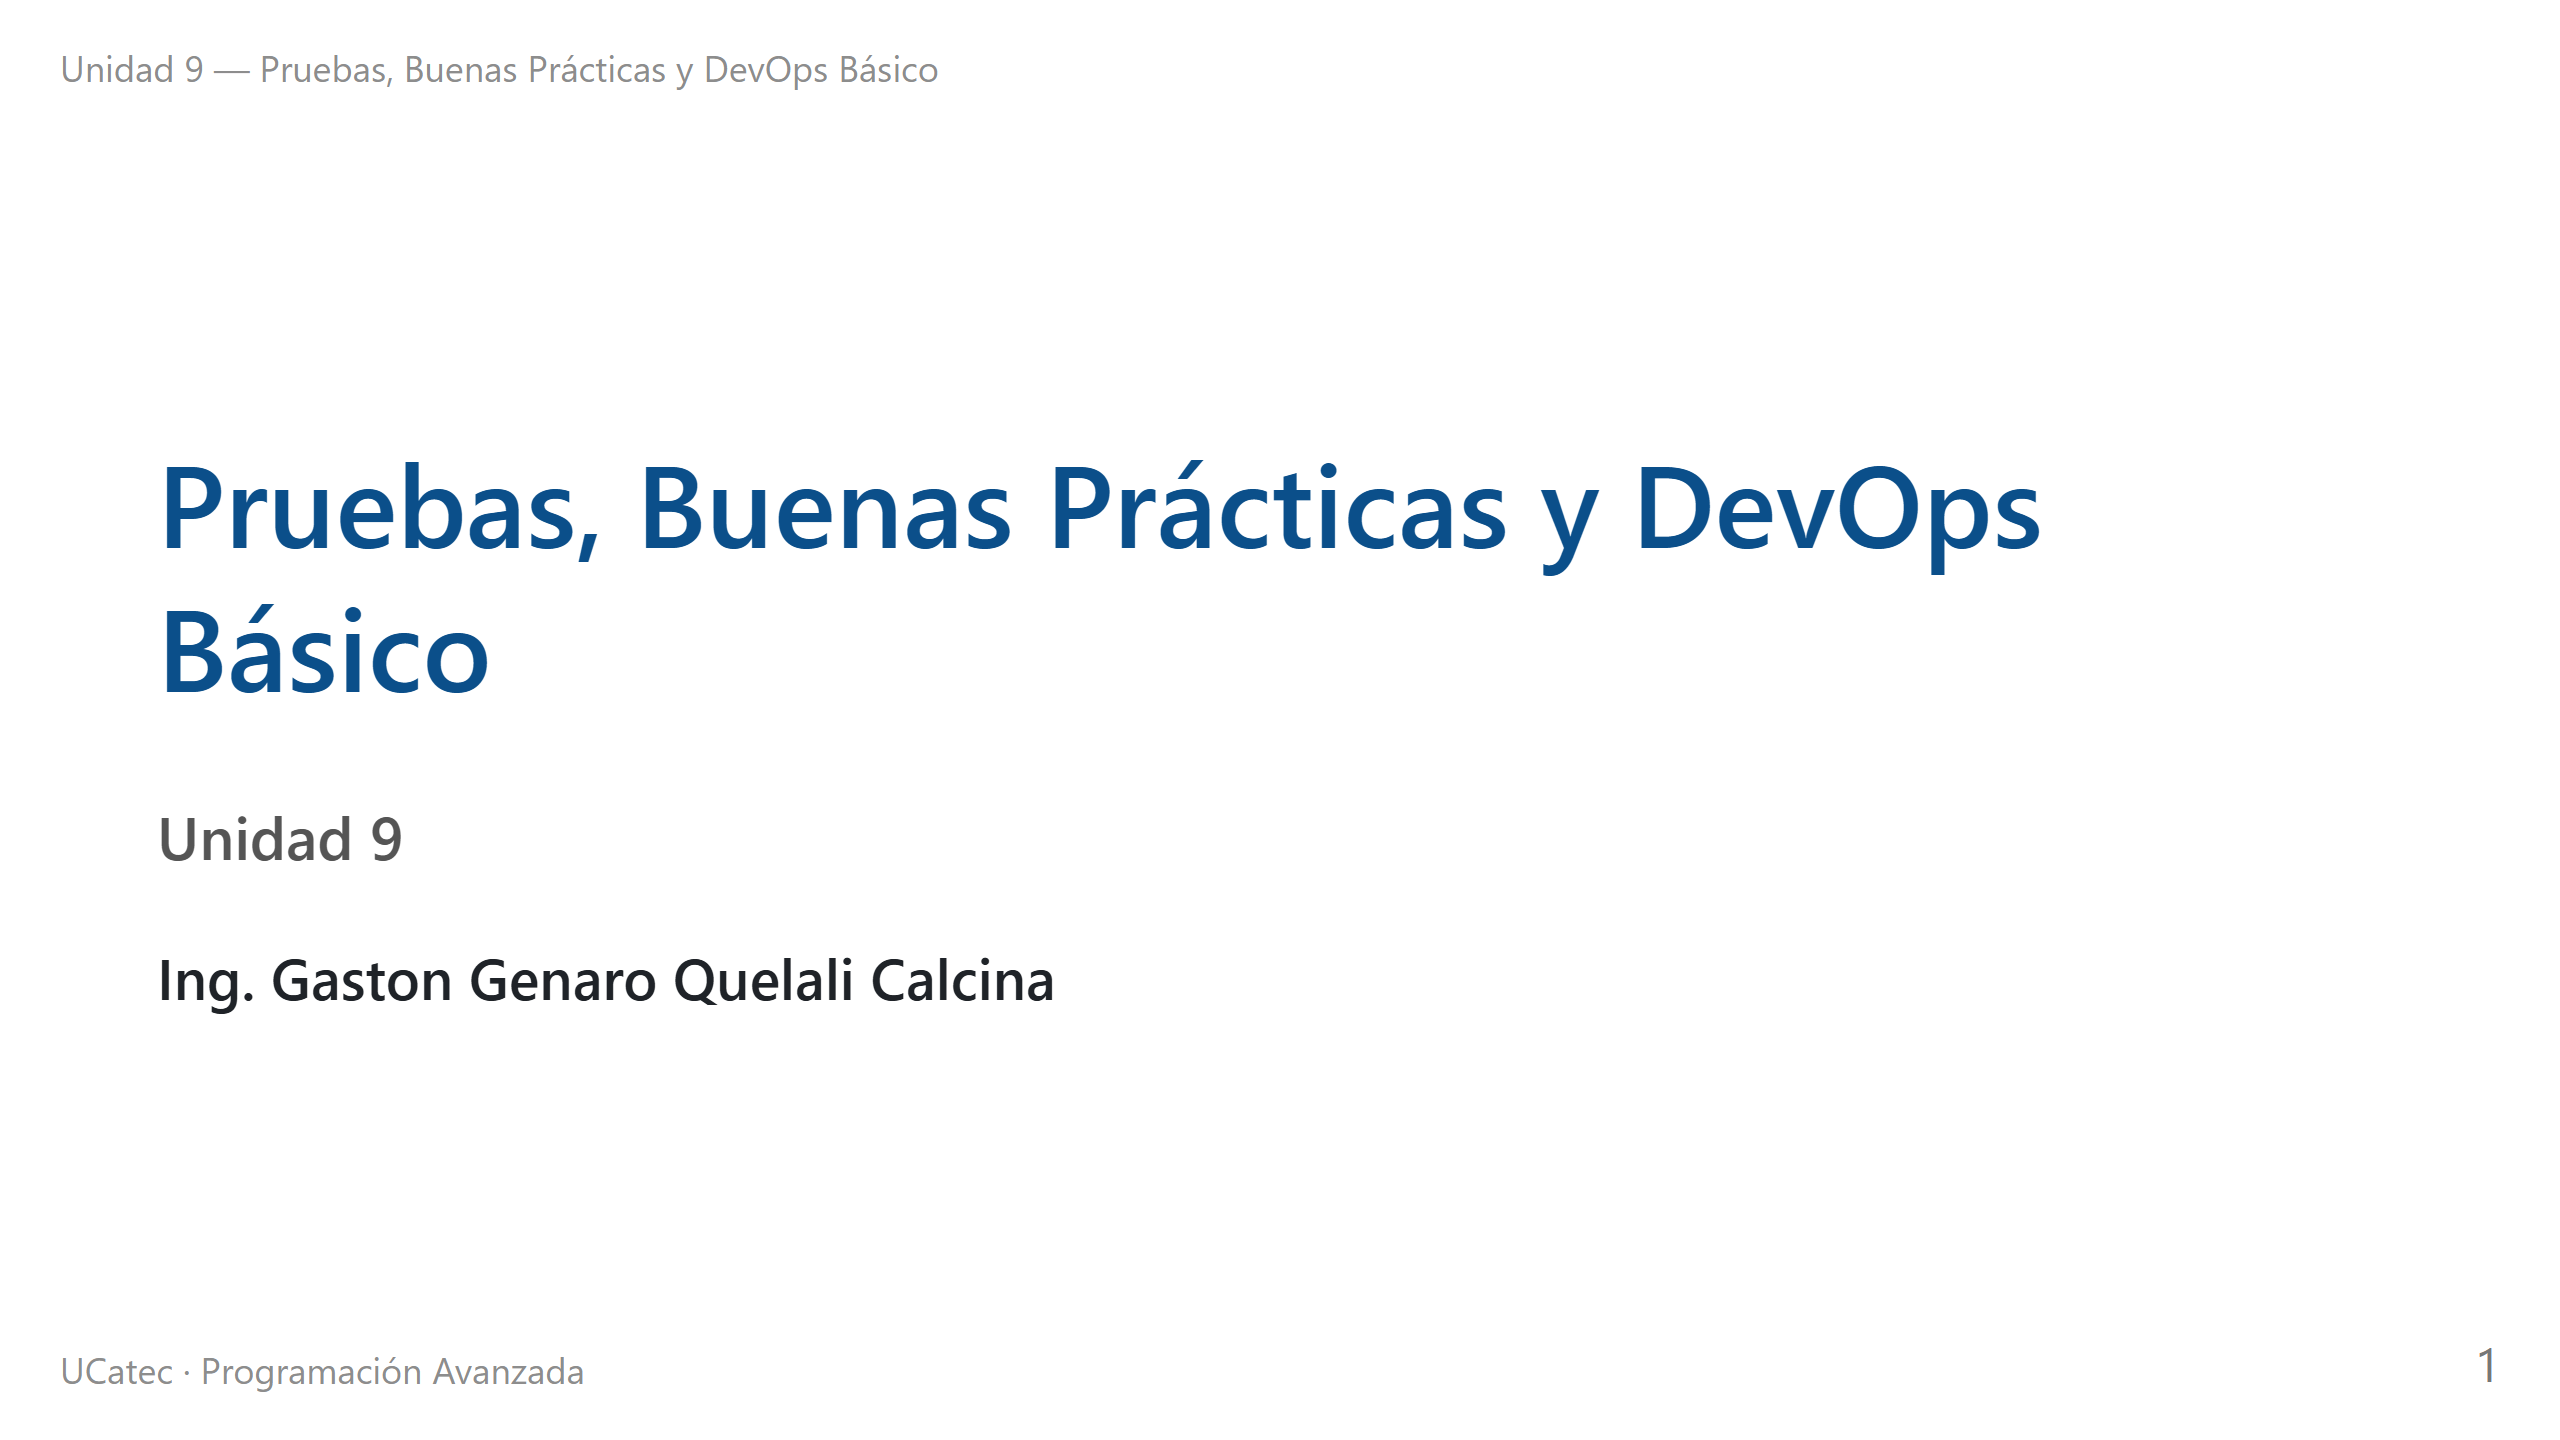 Unidad 9 — Pruebas, Buenas Prácticas y DevOps Básico
Pruebas, Buenas Prácticas y DevOps
Básico
Unidad 9
Ing. Gaston Genaro Quelali Calcina
UCatec · Programación Avanzada
1